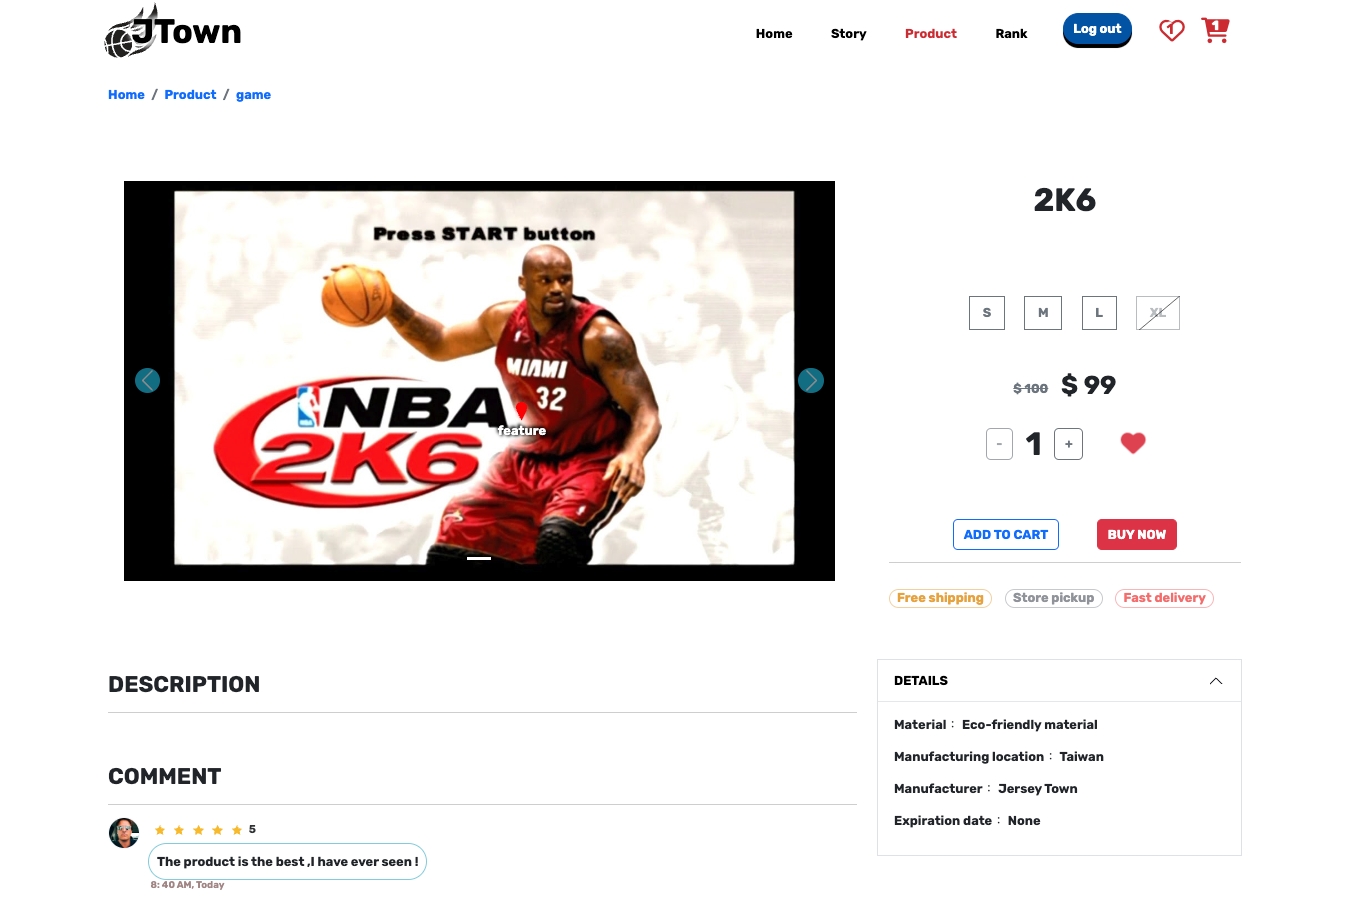 JTown
Home Story Product Rank Log out 1 1
Home / Product / game
2K6
Press START button
MIAMI
32
NBA
2K6
feature
S M L XL
$ 100 $ 99
- 1 +
ADD TO CART BUY NOW
Free shipping Store pickup Fast delivery
DESCRIPTION
COMMENT
5
The product is the best ,I have ever seen !
8: 40 AM, Today
DETAILS
Material： Eco-friendly material
Manufacturing location： Taiwan
Manufacturer： Jersey Town
Expiration date： None